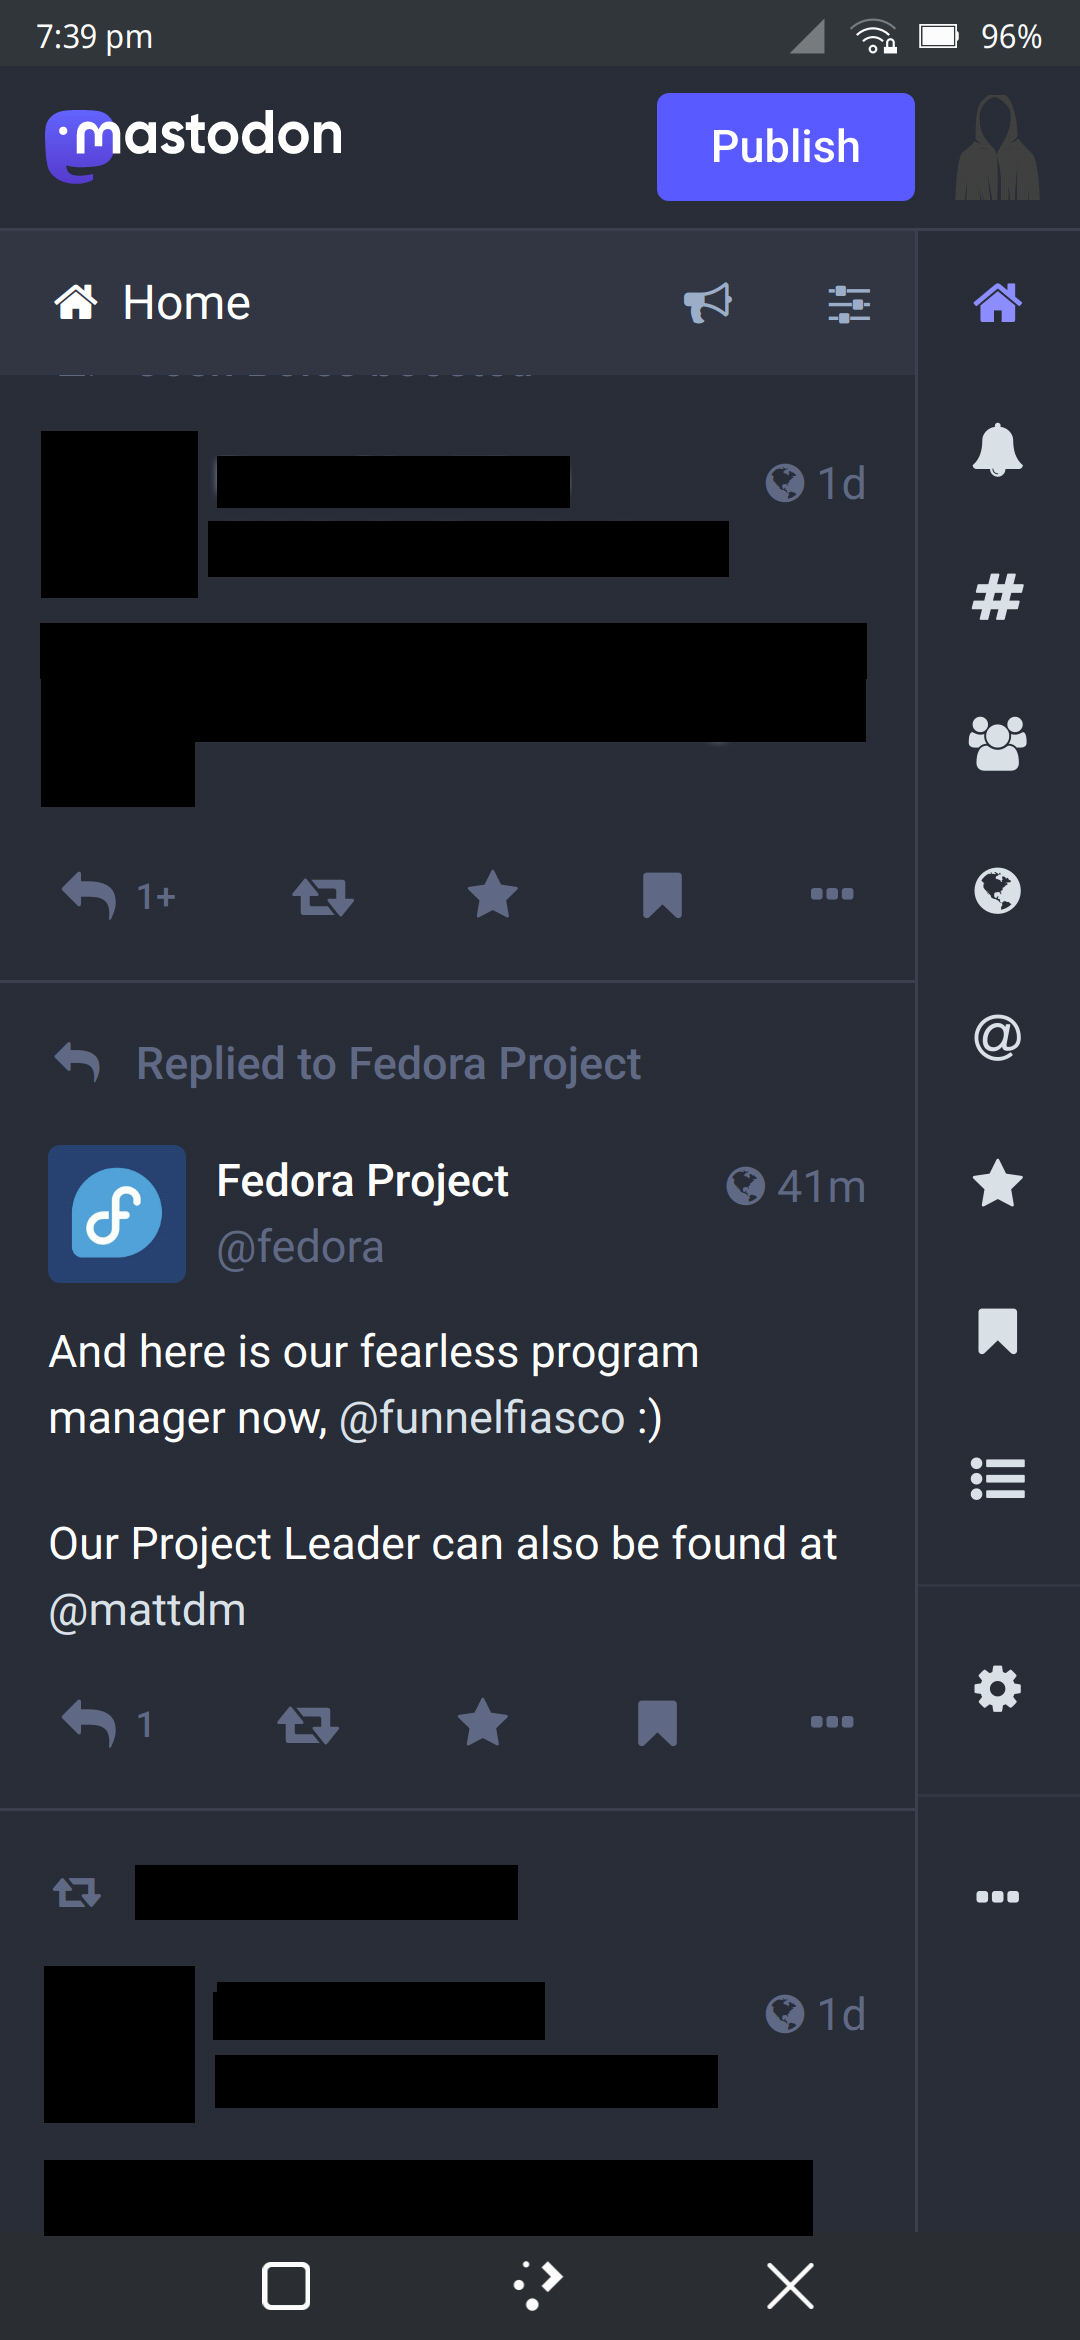 7:39 pm
96%
mastodon
Publish
Home
1d
1+
Replied to Fedora Project
Fedora Project
41m
@fedora
And here is our fearless program
manager now, @funnelfiasco :)
Our Project Leader can also be found at
@mattdm
1
1d